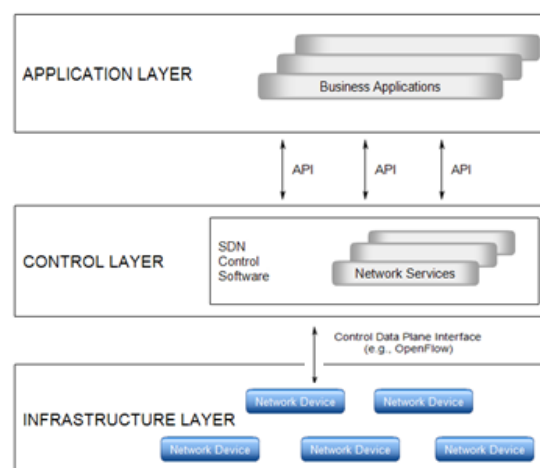 APPLICATION LAYER
Business Applications
API
API
API
CONTROL LAYER
SDN
Control
Software
Network Services
Control Data Plane Interface
(e.g., OpenFlow)
INFRASTRUCTURE LAYER
Network Device
Network Device
Network Device
Network Device
Network Device